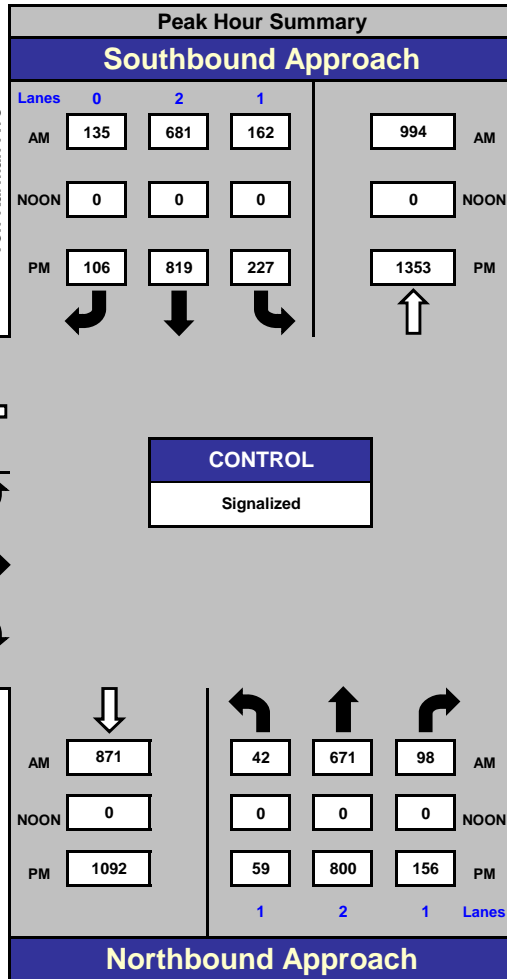 Peak Hour Summary
Southbound Approach
Lanes 0 2 1
AM 135 681 162 994 AM
NOON 0 0 0 0 NOON
PM 106 819 227 1353 PM
CONTROL
Signalized
AM 871 42 671 98 AM
NOON 0 0 0 0 NOON
PM 1092 59 800 156 PM
1 2 1 Lanes
Northbound Approach